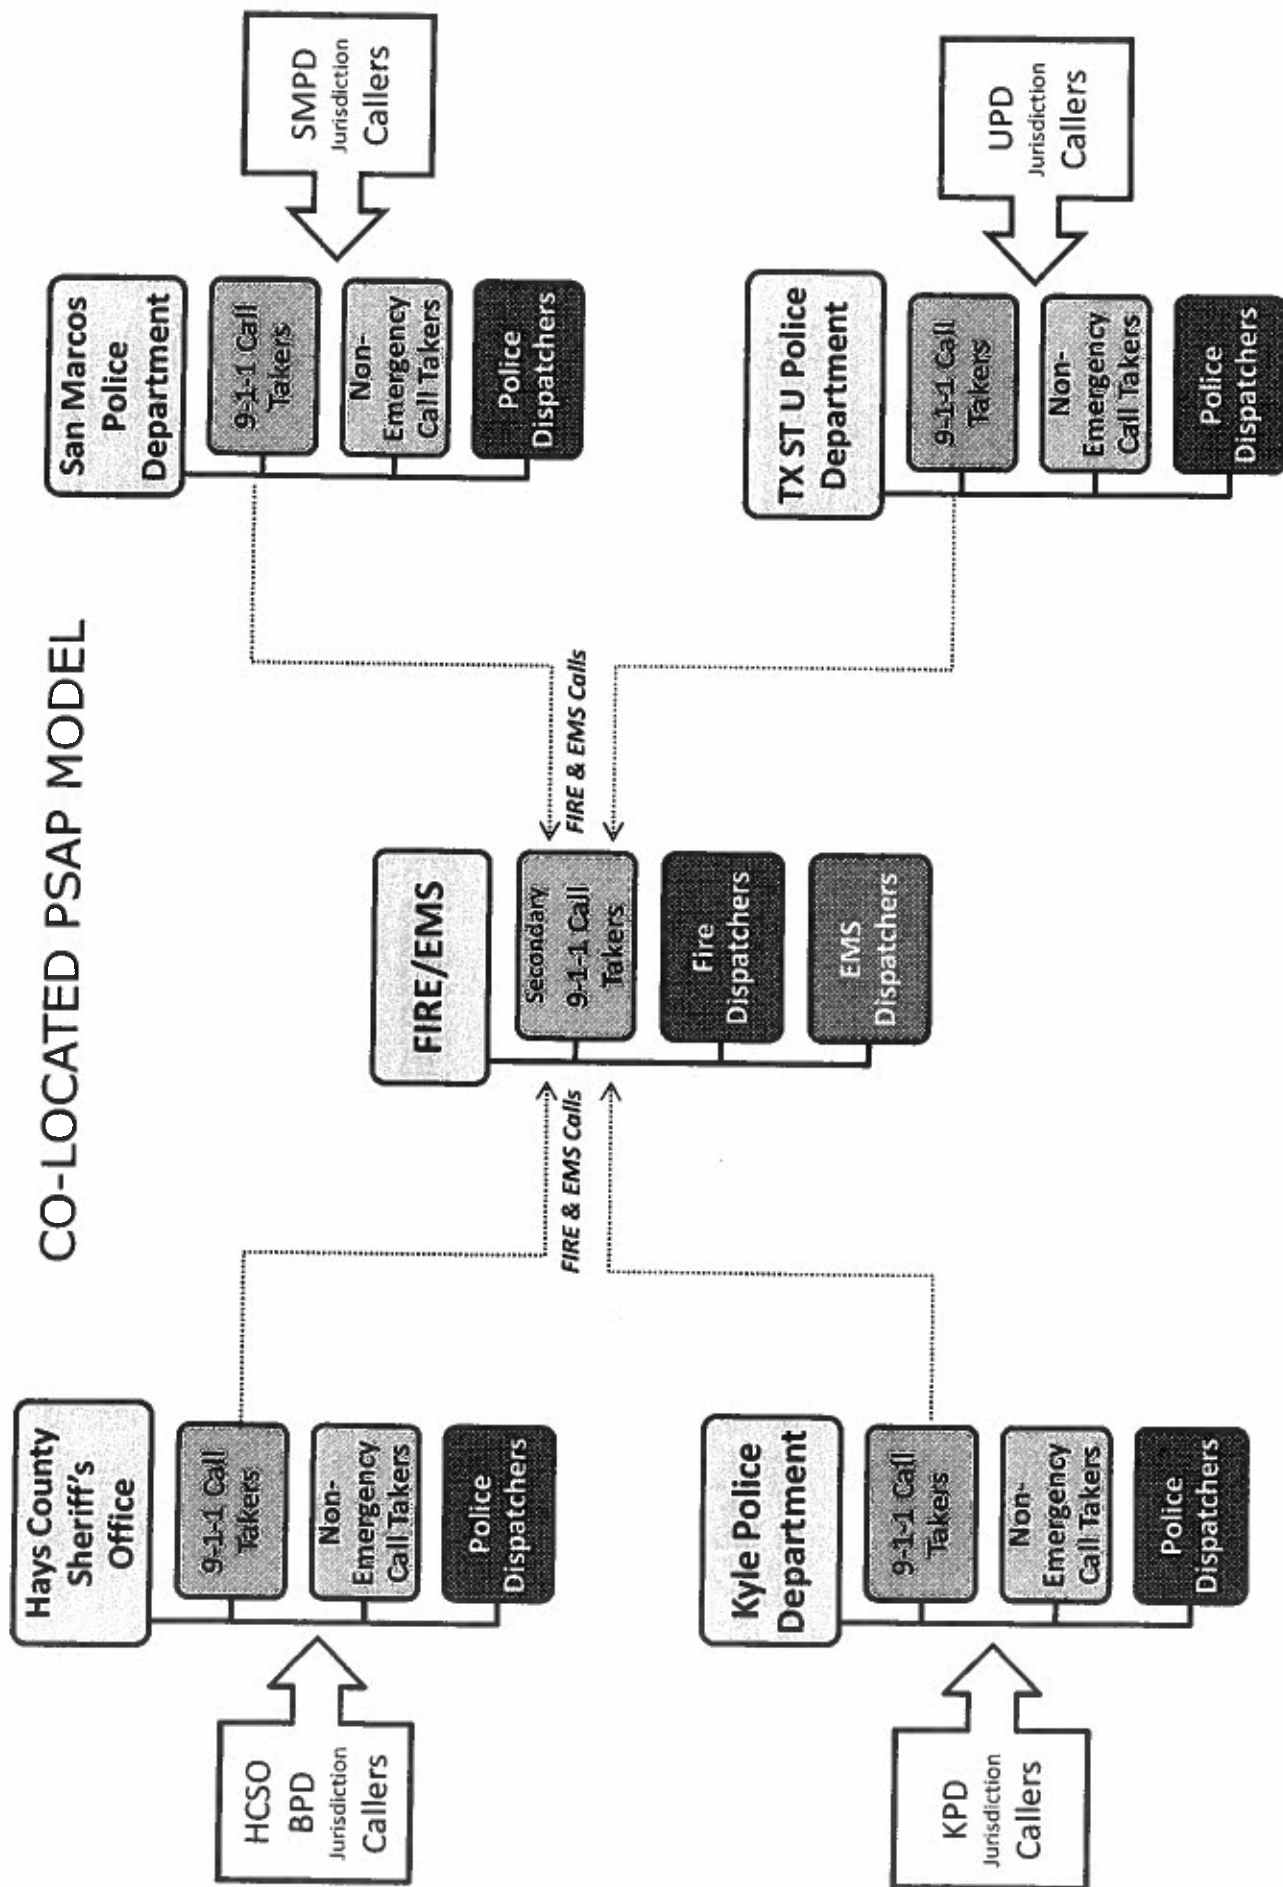 CO-LOCATED PSAP MODEL
HCSO
BPD
Jurisdiction
Callers
Hays County
Sheriff's
Office
9-1-1 Call
Takers
Non-
Emergency
Call Takers
Police
Dispatchers
KPD
Jurisdiction
Callers
Kyle Police
Department
9-1-1 Call
Takers
Non-
Emergency
Call Takers
Police
Dispatchers
FIRE & EMS Calls
FIRE/EMS
Secondary
9-1-1 Call
Takers
Fire
Dispatchers
EMS
Dispatchers
FIRE & EMS Calls
San Marcos
Police
Department
9-1-1 Call
Takers
Non-
Emergency
Call Takers
Police
Dispatchers
SMPD
Jurisdiction
Callers
TX ST U Police
Department
9-1-1 Call
Takers
Non-
Emergency
Call Takers
Police
Dispatchers
UPD
Jurisdiction
Callers